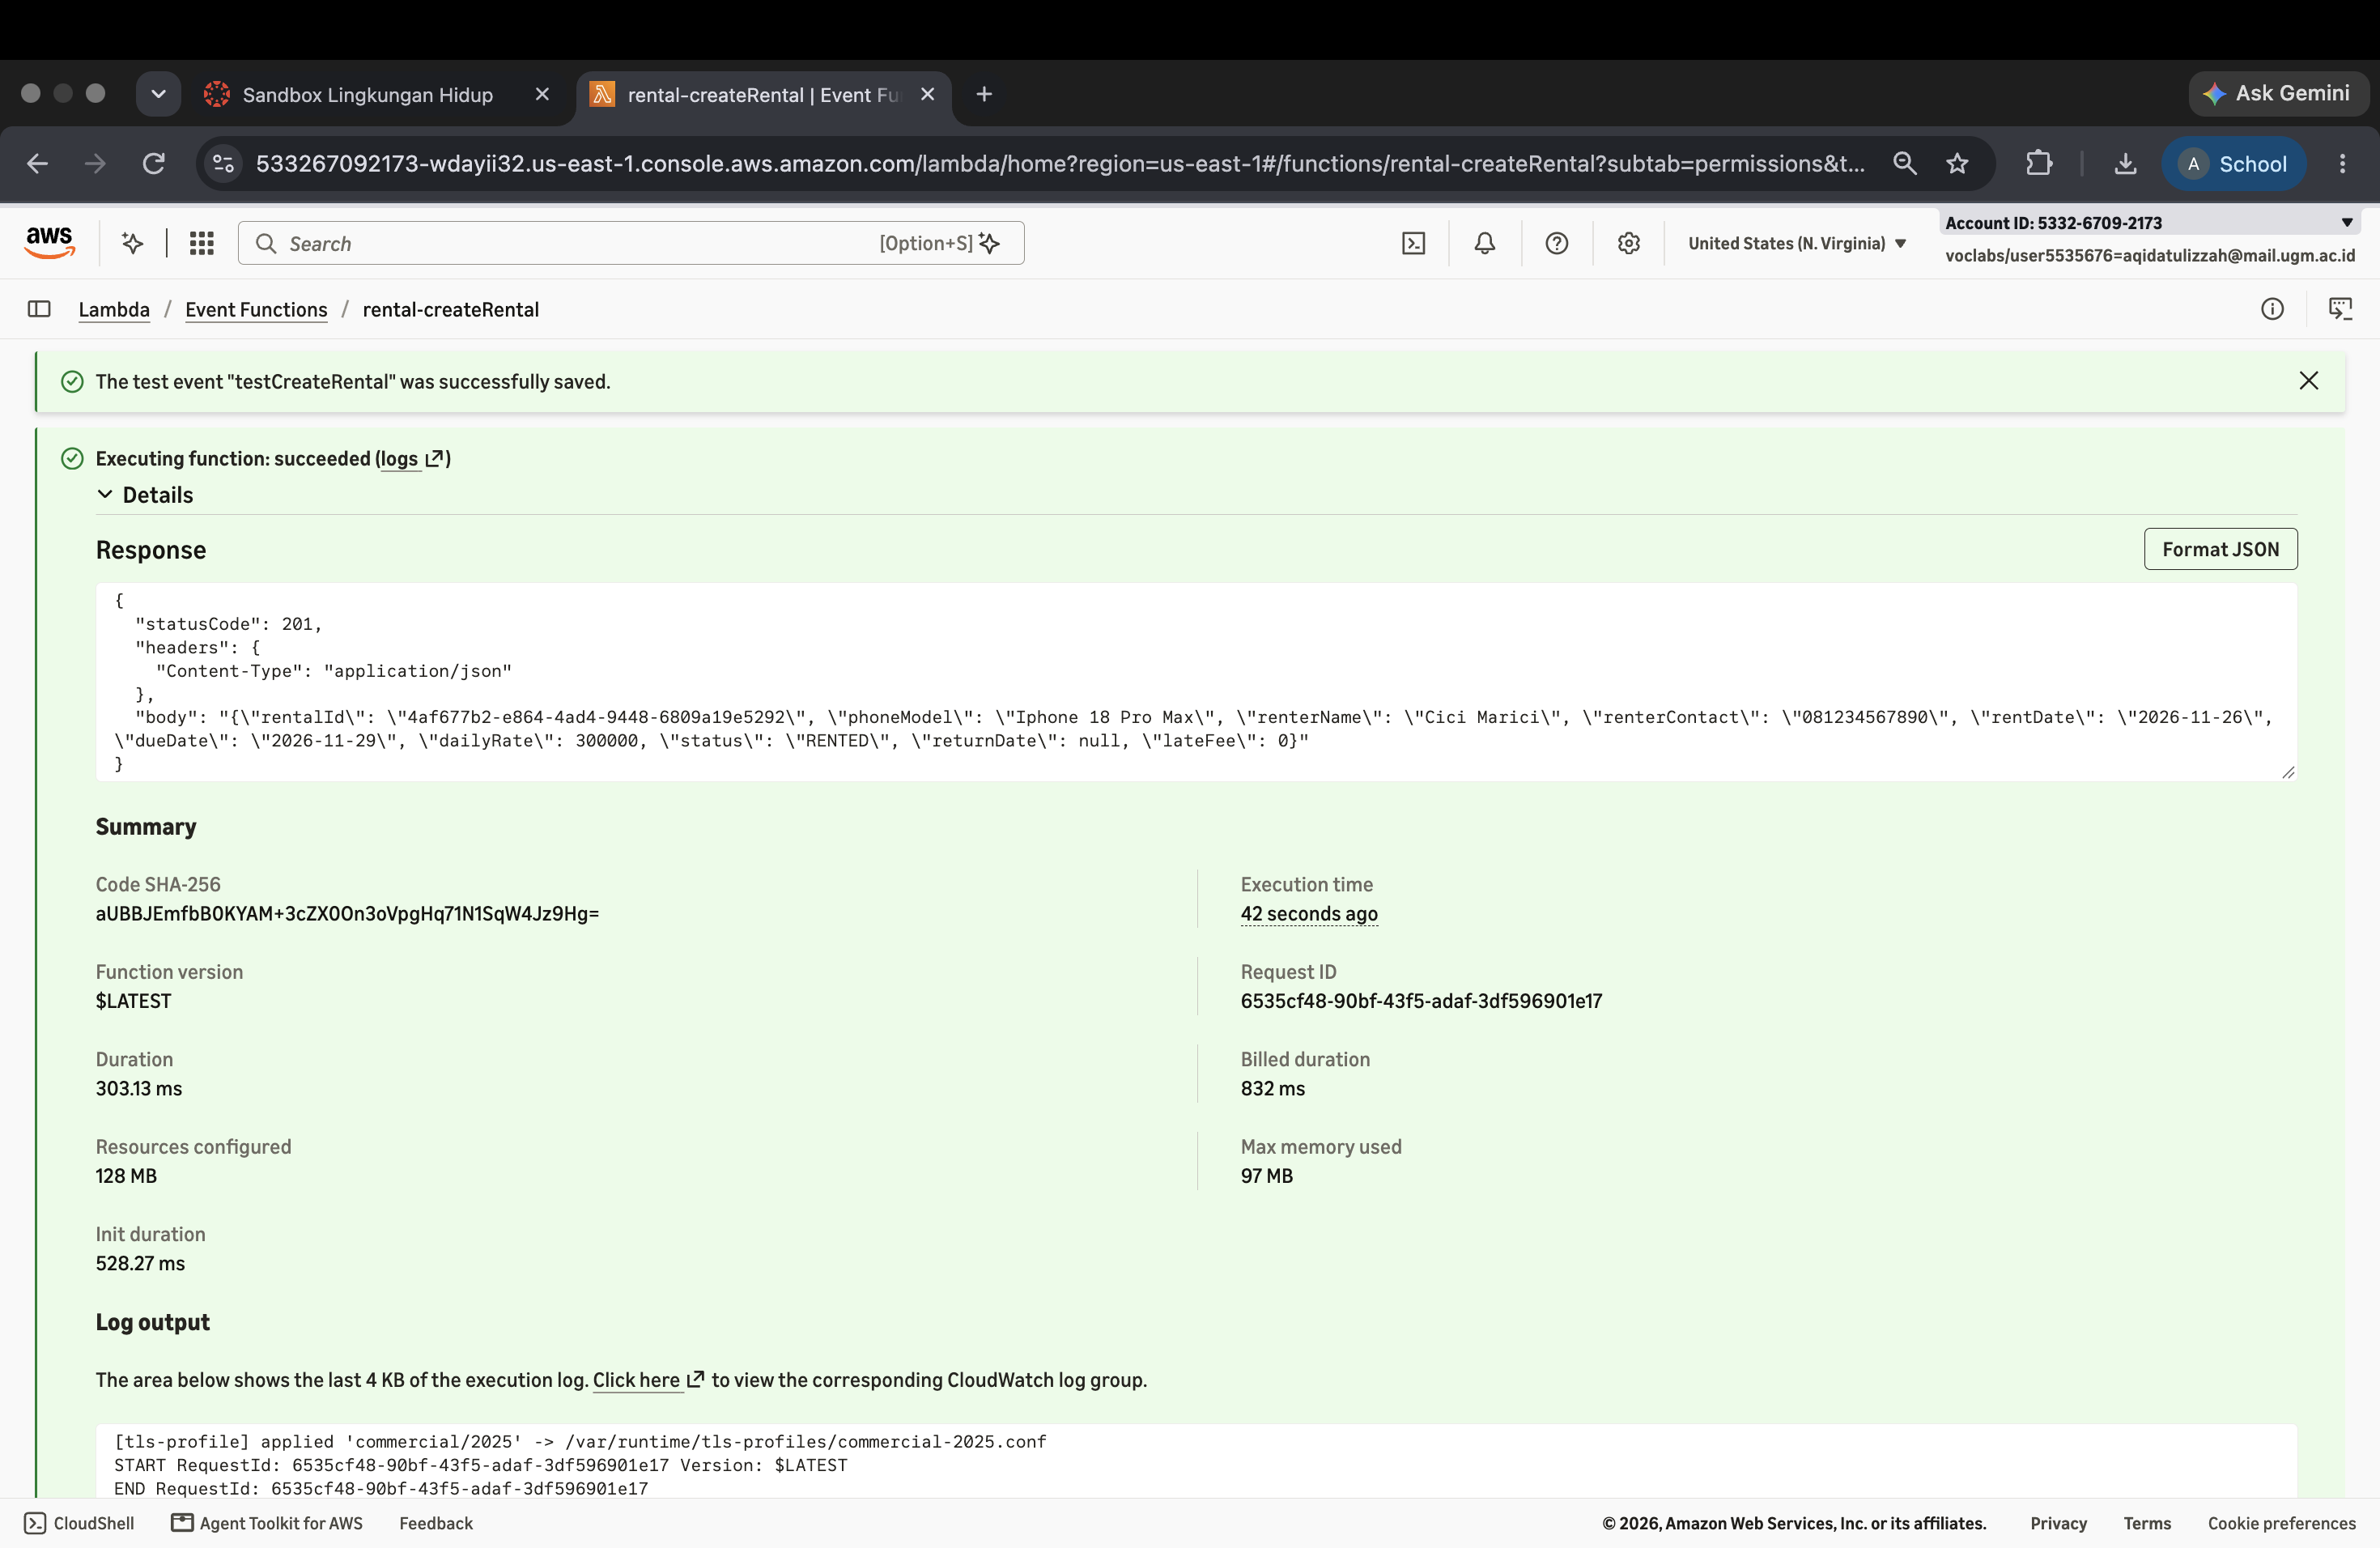 Sandbox Lingkungan Hidup
rental-createRental | Event Fu
Ask Gemini
533267092173-wdayii32.us-east-1.console.aws.amazon.com/lambda/home?region=us-east-1#/functions/rental-createRental?subtab=permissions&t...
A School
aws
Search
[Option+S]
United States (N. Virginia)
Account ID: 5332-6709-2173
voclabs/user5535676=aqidatulizzah@mail.ugm.ac.id
Lambda / Event Functions / rental-createRental
The test event "testCreateRental" was successfully saved.
Executing function: succeeded (logs)
Details
Response
Format JSON
{
"statusCode": 201,
"headers": {
"Content-Type": "application/json"
},
"body": "{\"rentalId\": \"4af677b2-e864-4ad4-9448-6809a19e5292\", \"phoneModel\": \"Iphone 18 Pro Max\", \"renterName\": \"Cici Marici\", \"renterContact\": \"081234567890\", \"rentDate\": \"2026-11-26\",
\"dueDate\": \"2026-11-29\", \"dailyRate\": 300000, \"status\": \"RENTED\", \"returnDate\": null, \"lateFee\": 0}"
}
Summary
Code SHA-256
aUBBJEmfbB0KYAM+3cZX0On3oVpgHq71N1SqW4Jz9Hg=
Execution time
42 seconds ago
Function version
$LATEST
Request ID
6535cf48-90bf-43f5-adaf-3df596901e17
Duration
303.13 ms
Billed duration
832 ms
Resources configured
128 MB
Max memory used
97 MB
Init duration
528.27 ms
Log output
The area below shows the last 4 KB of the execution log. Click here to view the corresponding CloudWatch log group.
[tls-profile] applied 'commercial/2025' -> /var/runtime/tls-profiles/commercial-2025.conf
START RequestId: 6535cf48-90bf-43f5-adaf-3df596901e17 Version: $LATEST
END RequestId: 6535cf48-90bf-43f5-adaf-3df596901e17
CloudShell
Agent Toolkit for AWS
Feedback
© 2026, Amazon Web Services, Inc. or its affiliates.
Privacy
Terms
Cookie preferences